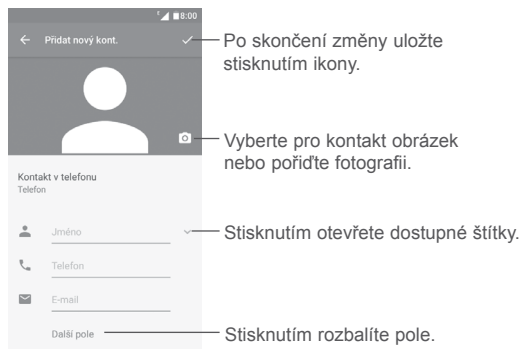 8:00
Přidat nový kont.
Po skončení změny uložte
stisknutím ikony.
Vyberte pro kontakt obrázek
nebo pořiďte fotografii.
Kontakt v telefonu
Telefon
Jméno
Stisknutím otevřete dostupné štítky.
Telefon
E-mail
Další pole
Stisknutím rozbalíte pole.